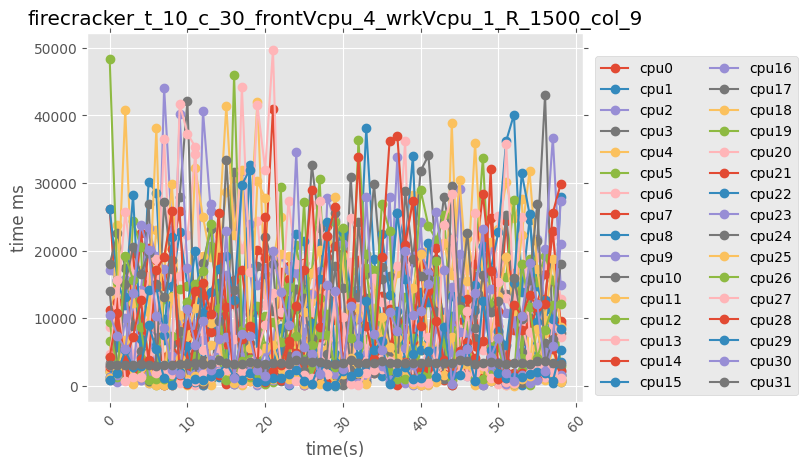 firecracker_t_10_c_30_frontVcpu_4_wrkVcpu_1_R_1500_col_9
50000
40000
30000
20000
10000
0
time ms
0
10
20
30
40
50
60
time(s)
cpu0
cpu1
cpu2
cpu3
cpu4
cpu5
cpu6
cpu7
cpu8
cpu9
cpu10
cpu11
cpu12
cpu13
cpu14
cpu15
cpu16
cpu17
cpu18
cpu19
cpu20
cpu21
cpu22
cpu23
cpu24
cpu25
cpu26
cpu27
cpu28
cpu29
cpu30
cpu31